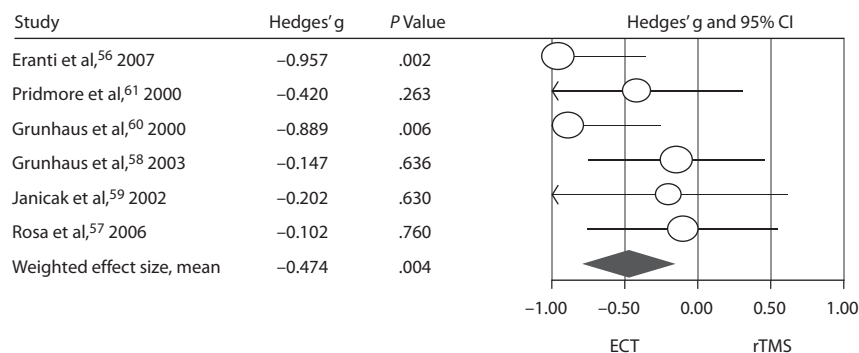 Study Hedges' g P Value Hedges' g and 95% CI
Eranti et al,56 2007 –0.957 .002
Pridmore et al,61 2000 –0.420 .263
Grunhaus et al,60 2000 –0.889 .006
Grunhaus et al,58 2003 –0.147 .636
Janicak et al,59 2002 –0.202 .630
Rosa et al,57 2006 –0.102 .760
Weighted effect size, mean –0.474 .004
–1.00 –0.50 0.00 0.50 1.00
ECT rTMS